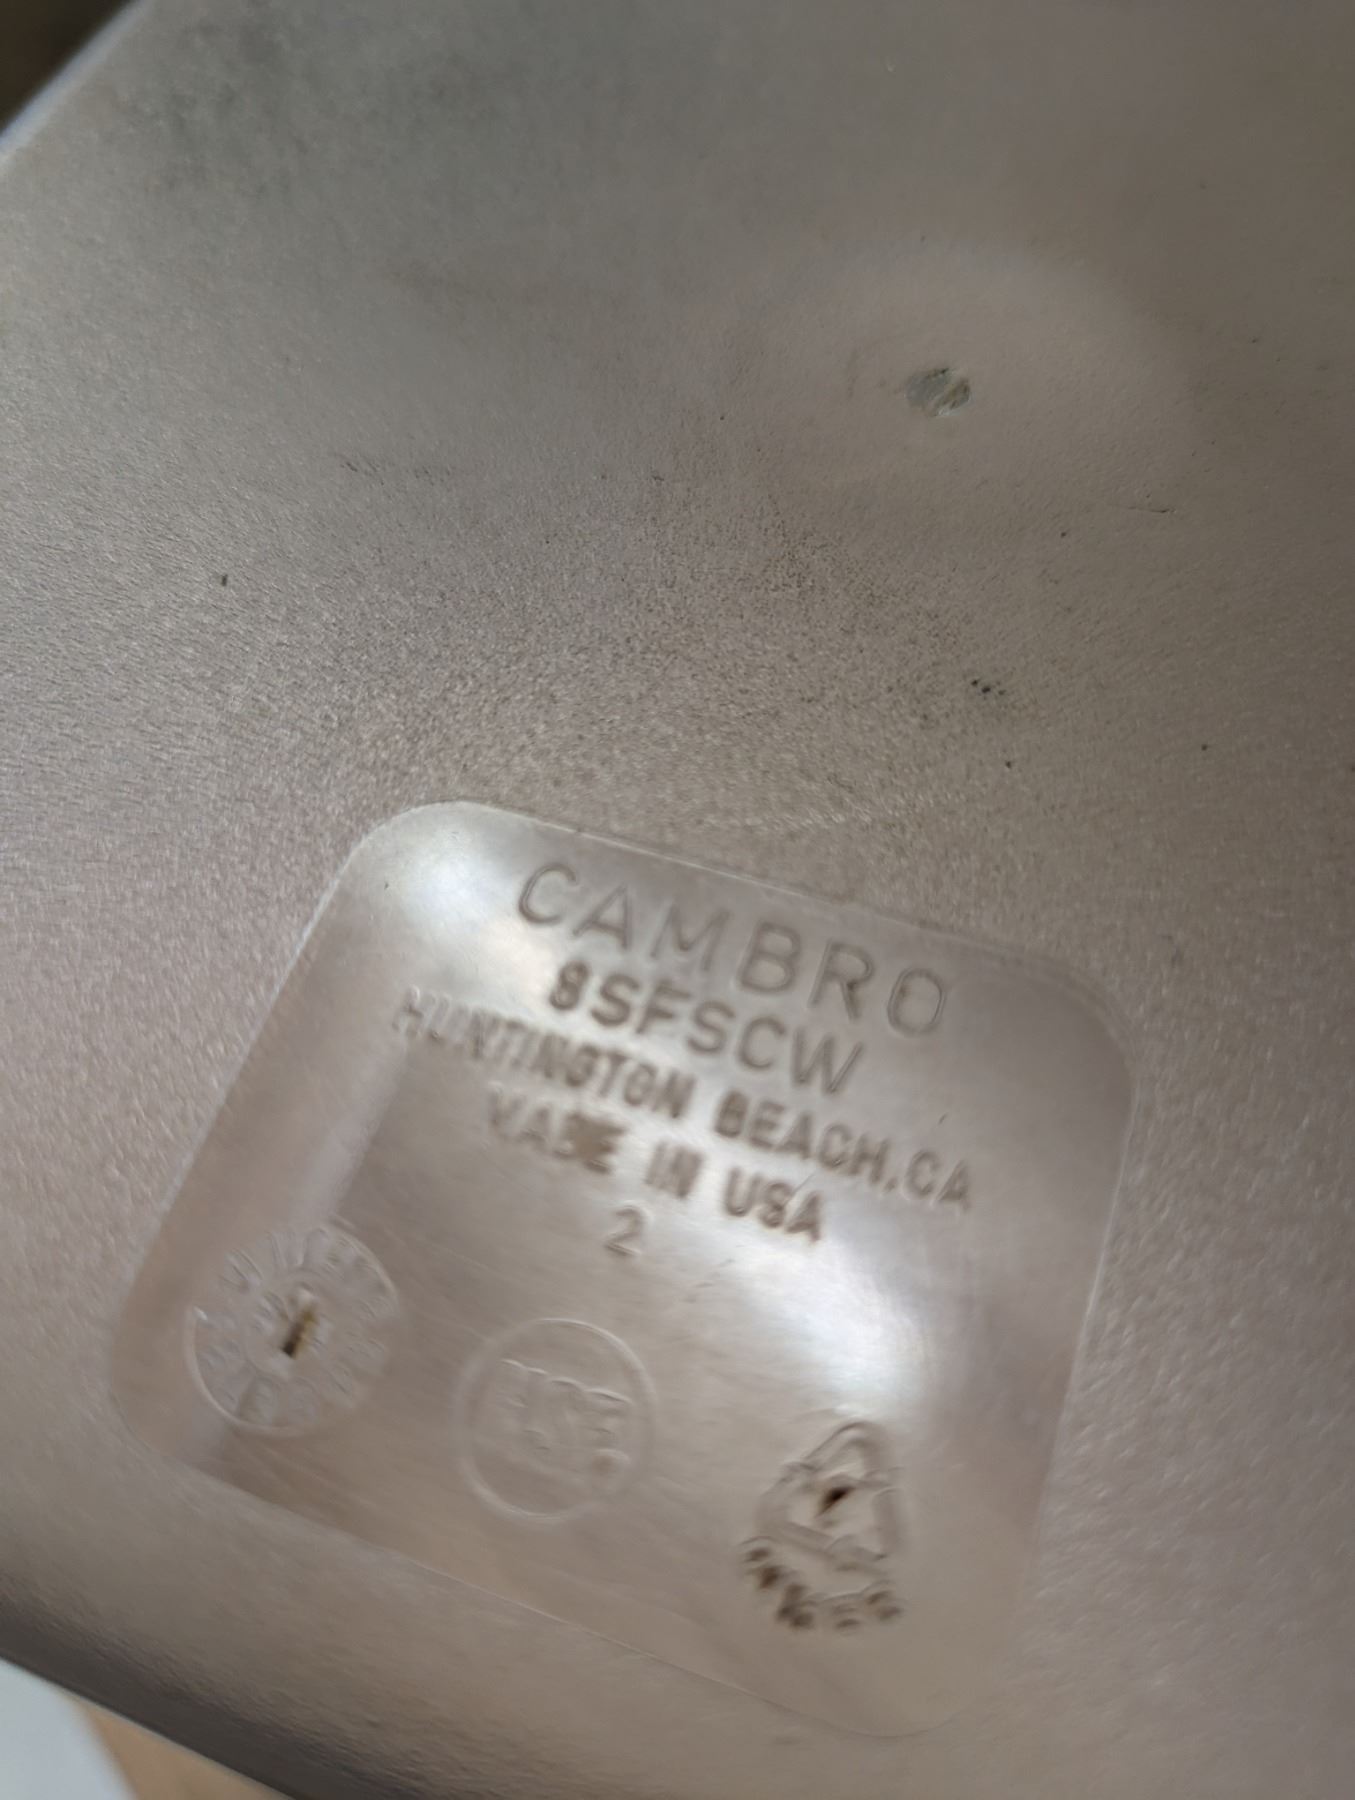 CAMBRO
8SFSCW
HUNTINGTON BEACH, CA
MADE IN USA
2